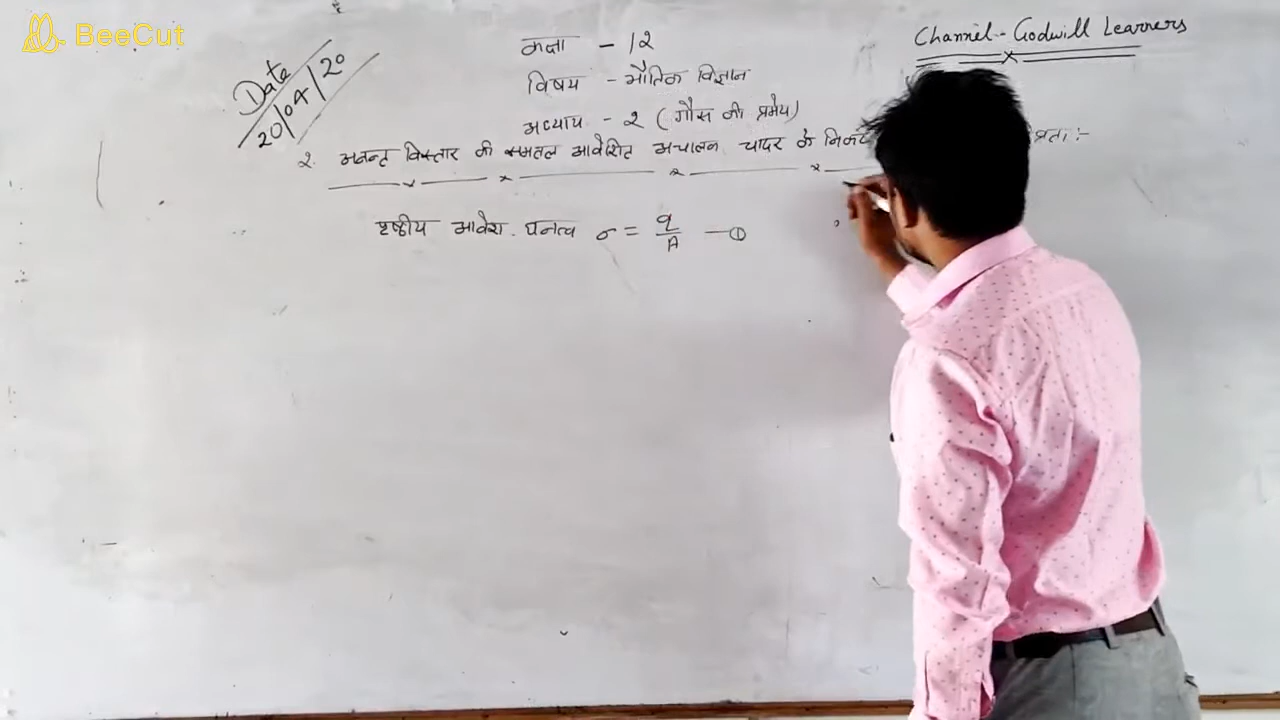 BeeCut
Channel - Godwill Learners
Date
20/04/20
कक्षा - 12
विषय - भौतिक विज्ञान
अध्याय - 2 (गौस की प्रमेय)
2. अनन्त विस्तार की समतल आवेशित अचालक चादर के निकट
पृष्ठीय आवेश घनत्व σ = q/A —①